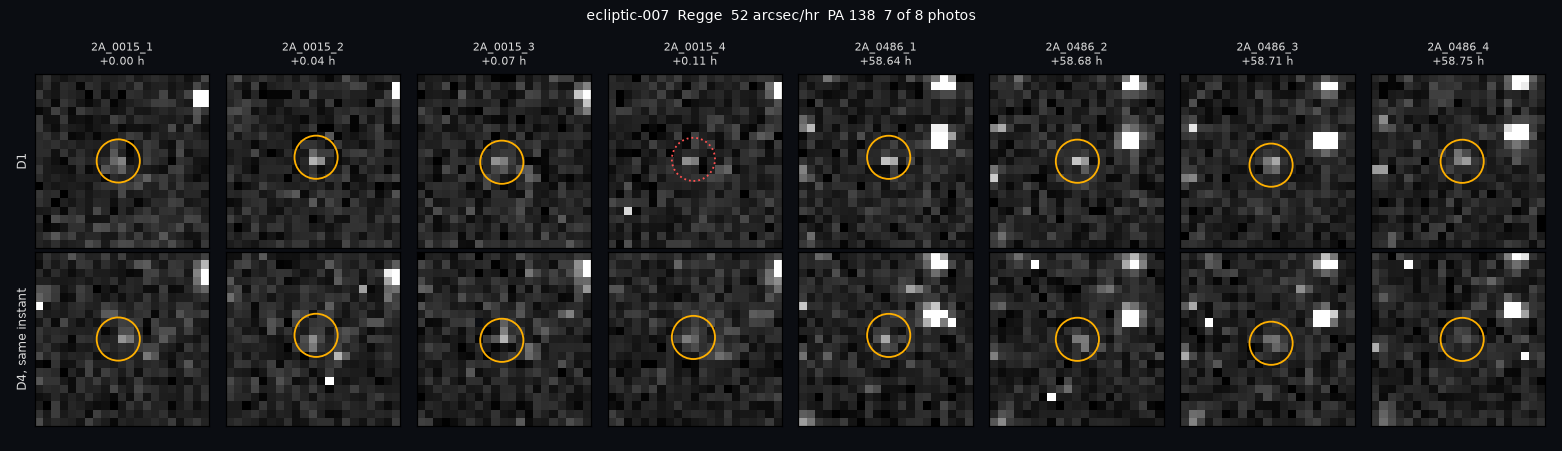 ecliptic-007  Regge  52 arcsec/hr  PA 138  7 of 8 photos
2A_0015_1
+0.00 h
2A_0015_2
+0.04 h
2A_0015_3
+0.07 h
2A_0015_4
+0.11 h
2A_0486_1
+58.64 h
2A_0486_2
+58.68 h
2A_0486_3
+58.71 h
2A_0486_4
+58.75 h
D1
D4, same instant